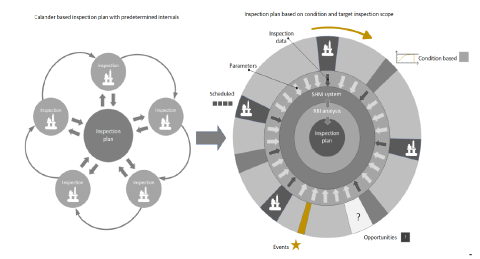 Calander based inspection plan with predetermined intervals
Inspection plan based on condition and target inspection scope
Inspection
data
Inspection
Parameters
Condition based
Scheduled
SHM system
RBI analysis
Inspection
Inspection
Inspection
plan
Inspection
plan
Inspection
Inspection
?
Opportunities
!
Events